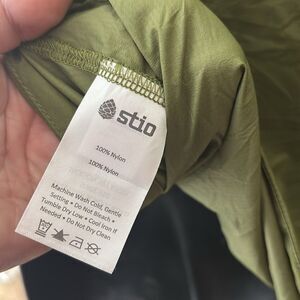 stio
100% Nylon
100% Nylon
Machine Wash Cold, Gentle
Setting • Do Not Bleach •
Tumble Dry Low • Cool Iron If
Needed • Do Not Dry Clean